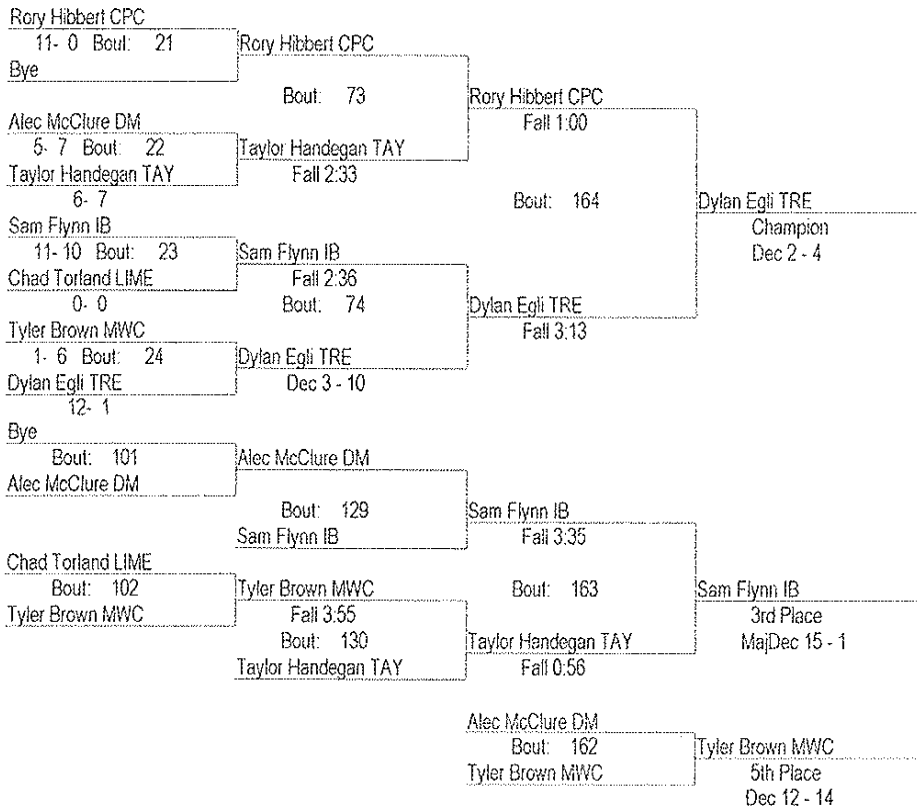 Rory Hibbert CPC
11- 0 Bout: 21
Bye
Rory Hibbert CPC
Bout: 73
Alec McClure DM
5- 7 Bout: 22
Taylor Handegan TAY
6- 7
Taylor Handegan TAY
Fall 2:33
Rory Hibbert CPC
Fall 1:00
Bout: 164
Sam Flynn IB
11- 10 Bout: 23
Chad Torland LIME
0- 0
Sam Flynn IB
Fall 2:36
Bout: 74
Tyler Brown MWC
1- 6 Bout: 24
Dylan Egli TRE
12- 1
Dylan Egli TRE
Dec 3 - 10
Dylan Egli TRE
Fall 3:13
Dylan Egli TRE
Champion
Dec 2 - 4
Bye
Bout: 101
Alec McClure DM
Alec McClure DM
Bout: 129
Sam Flynn IB
Sam Flynn IB
Fall 3:35
Bout: 163
Chad Torland LIME
Bout: 102
Tyler Brown MWC
Tyler Brown MWC
Fall 3:55
Bout: 130
Taylor Handegan TAY
Taylor Handegan TAY
Fall 0:56
Sam Flynn IB
3rd Place
MajDec 15 - 1
Alec McClure DM
Bout: 162
Tyler Brown MWC
Tyler Brown MWC
5th Place
Dec 12 - 14